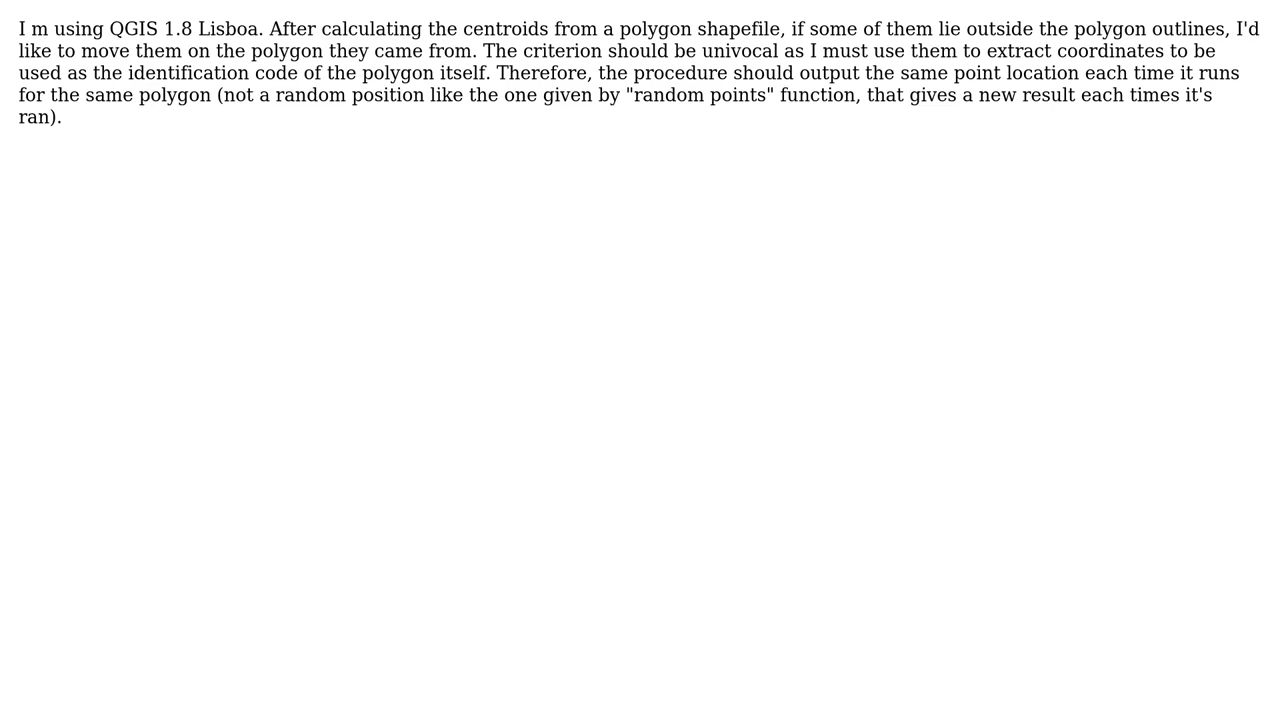 I m using QGIS 1.8 Lisboa. After calculating the centroids from a polygon shapefile, if some of them lie outside the polygon outlines, I'd
like to move them on the polygon they came from. The criterion should be univocal as I must use them to extract coordinates to be
used as the identification code of the polygon itself. Therefore, the procedure should output the same point location each time it runs
for the same polygon (not a random position like the one given by "random points" function, that gives a new result each times it's
ran).